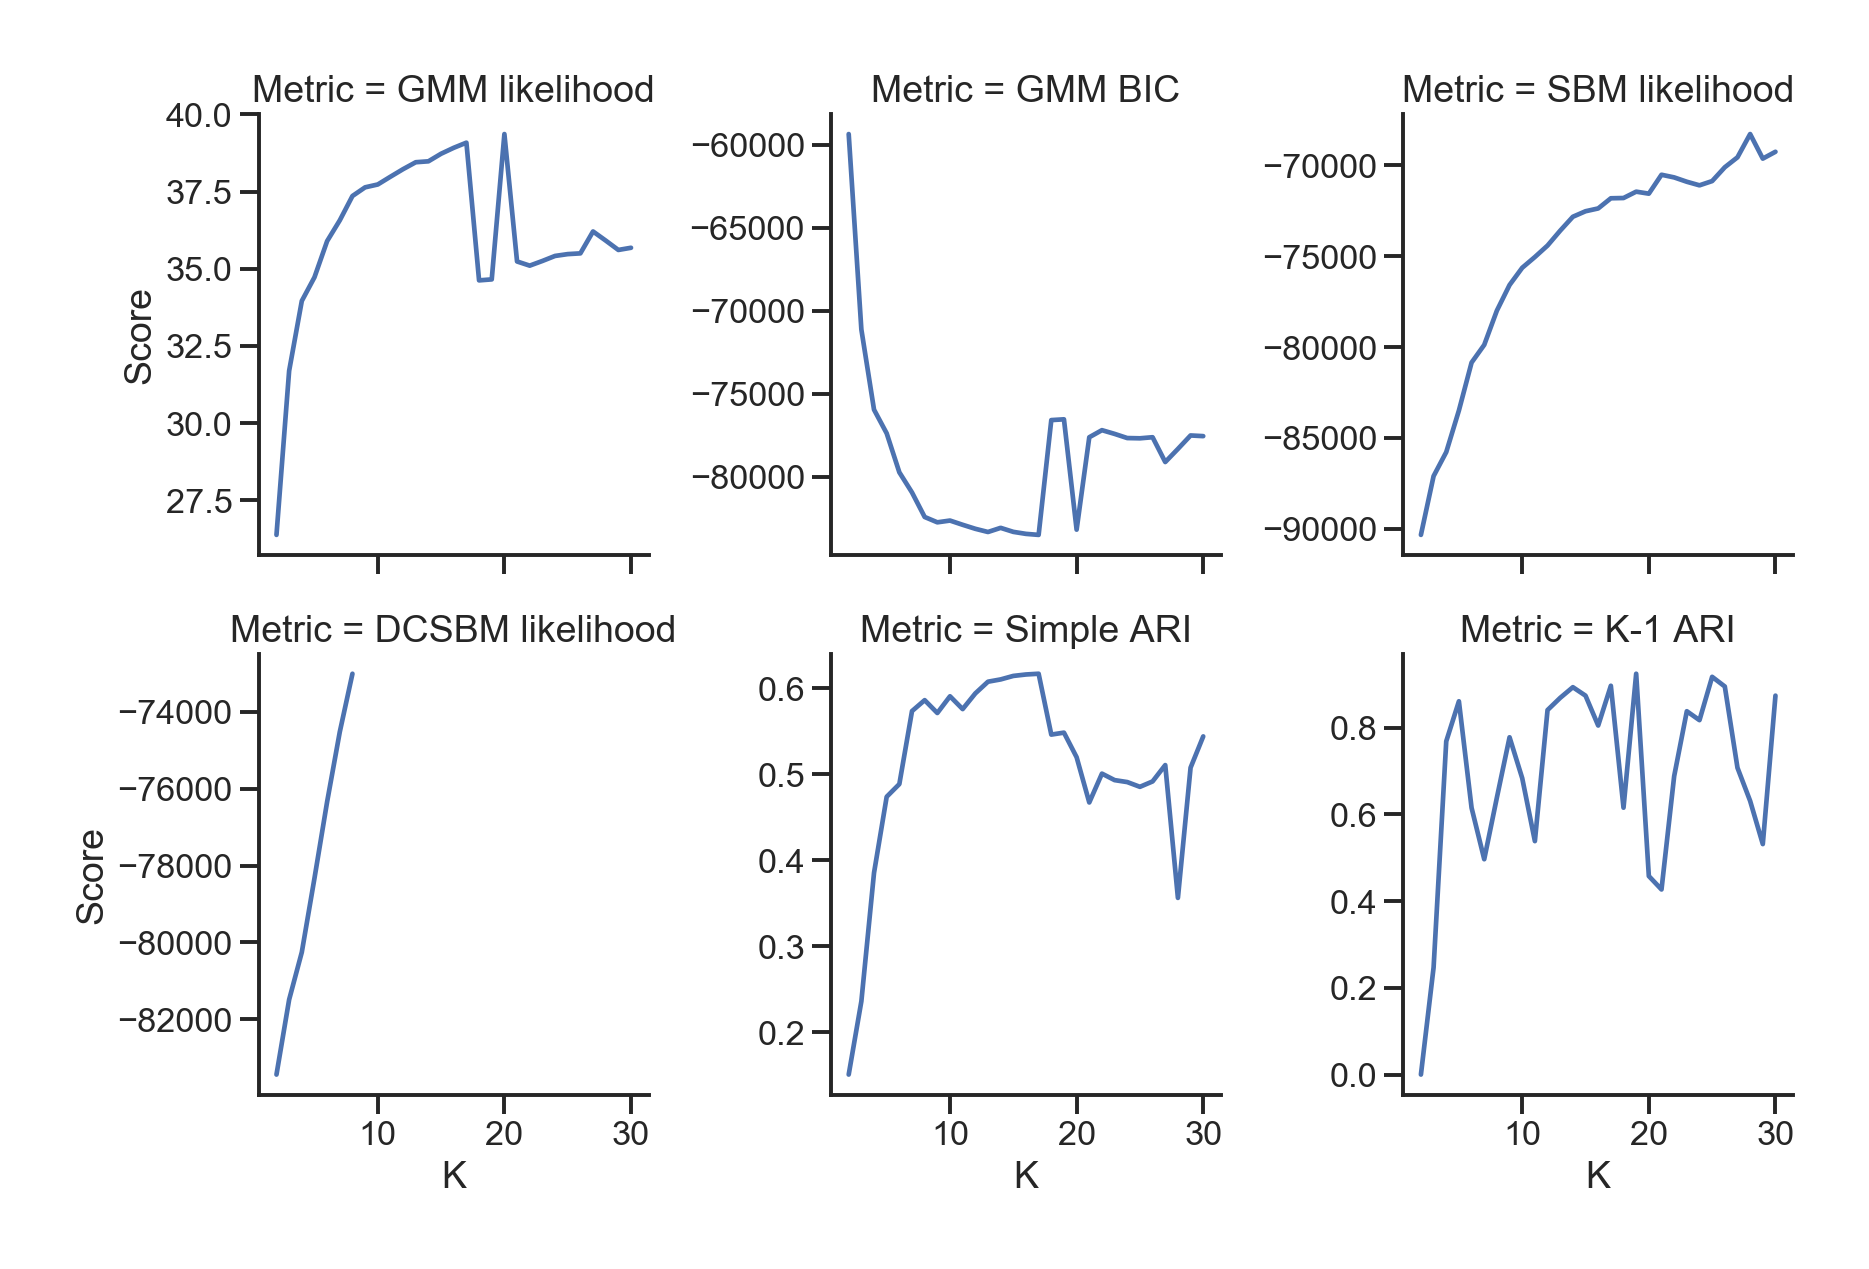 Metric = GMM likelihood
40.0
37.5
35.0
32.5
30.0
27.5
Score
Metric = GMM BIC
−60000
−65000
−70000
−75000
−80000
Metric = SBM likelihood
−70000
−75000
−80000
−85000
−90000
Metric = DCSBM likelihood
−74000
−76000
−78000
−80000
−82000
Score
10 20 30
K
Metric = Simple ARI
0.6
0.5
0.4
0.3
0.2
10 20 30
K
Metric = K-1 ARI
0.8
0.6
0.4
0.2
0.0
10 20 30
K